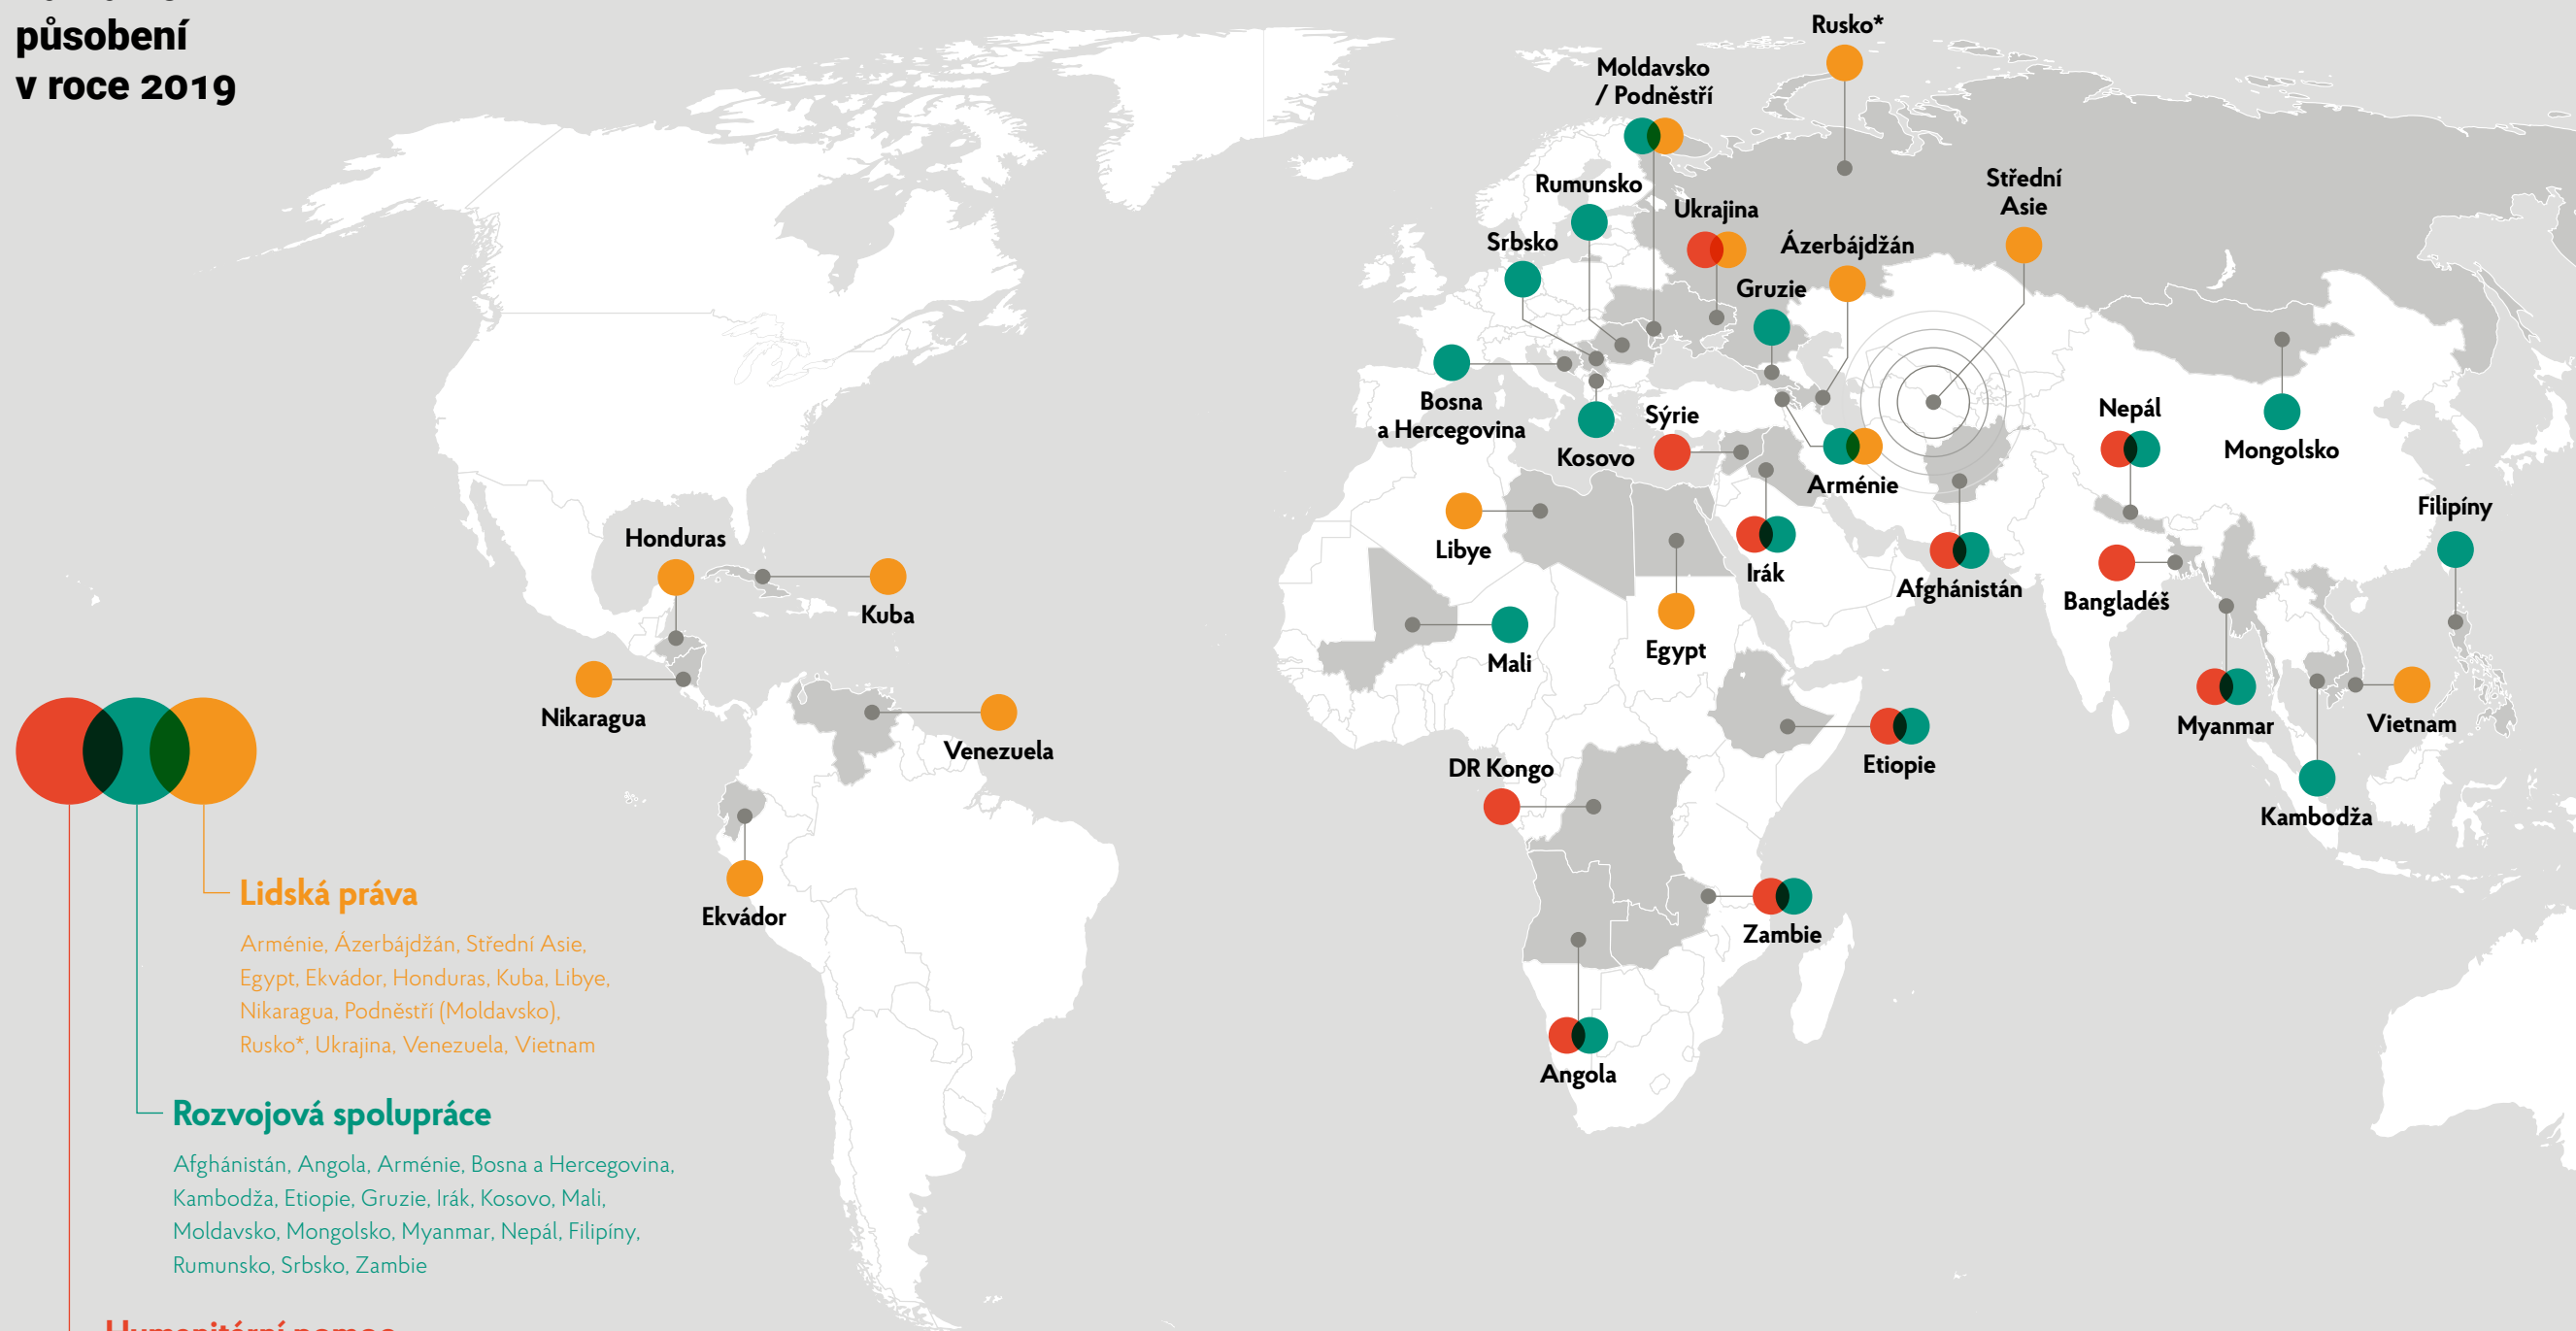 působení
v roce 2019
Rusko*
Moldavsko
/ Podněstří
Rumunsko
Ukrajina
Střední
Asie
Srbsko
Ázerbájdžán
Gruzie
Bosna
a Hercegovina
Kosovo
Sýrie
Arménie
Nepál
Mongolsko
Filipíny
Honduras
Kuba
Libye
Irák
Afghánistán
Bangladéš
Mali
Egypt
Nikaragua
Venezuela
Myanmar
Vietnam
Etiopie
DR Kongo
Kambodža
Ekvádor
Zambie
Angola
Lidská práva
Arménie, Ázerbájdžán, Střední Asie,
Egypt, Ekvádor, Honduras, Kuba, Libye,
Nikaragua, Podněstří (Moldavsko),
Rusko*, Ukrajina, Venezuela, Vietnam
Rozvojová spolupráce
Afghánistán, Angola, Arménie, Bosna a Hercegovina,
Kambodža, Etiopie, Gruzie, Irák, Kosovo, Mali,
Moldavsko, Mongolsko, Myanmar, Nepál, Filipíny,
Rumunsko, Srbsko, Zambie
Humanitární pomoc